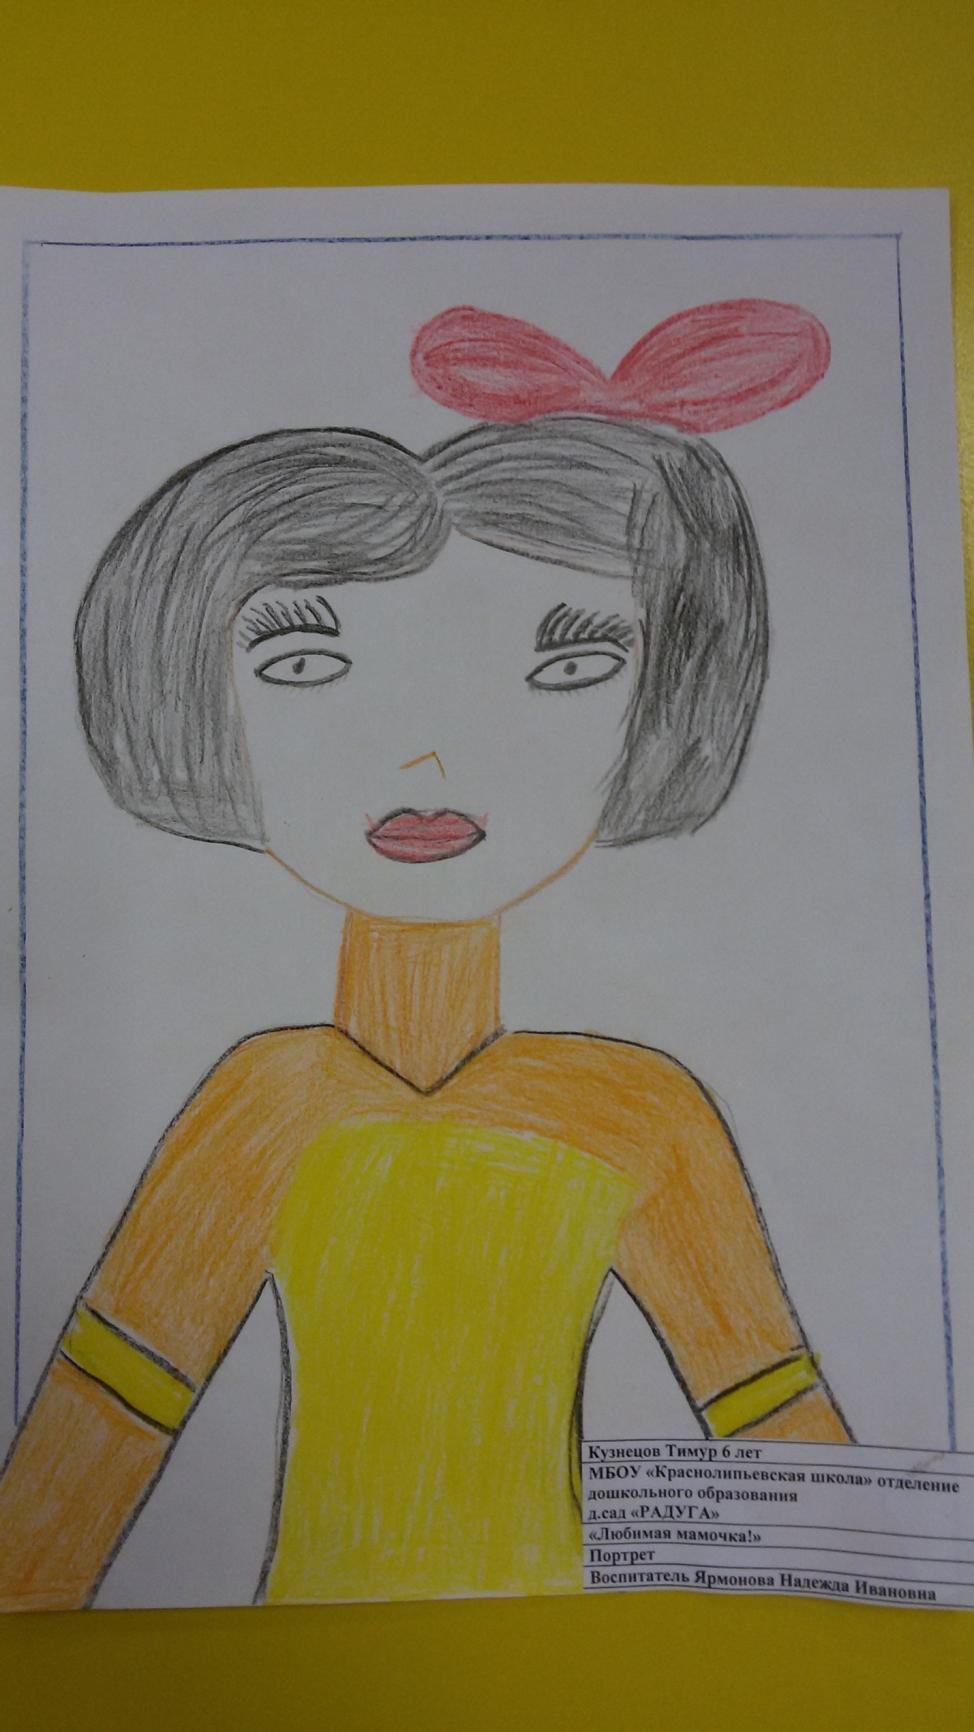 Кузнецов Тимур 6 лет
МБОУ «Краснолипьевская школа» отделение
дошкольного образования
д.сад «РАДУГА»
«Любимая мамочка!»
Портрет
Воспитатель Ярмонова Надежда Ивановна